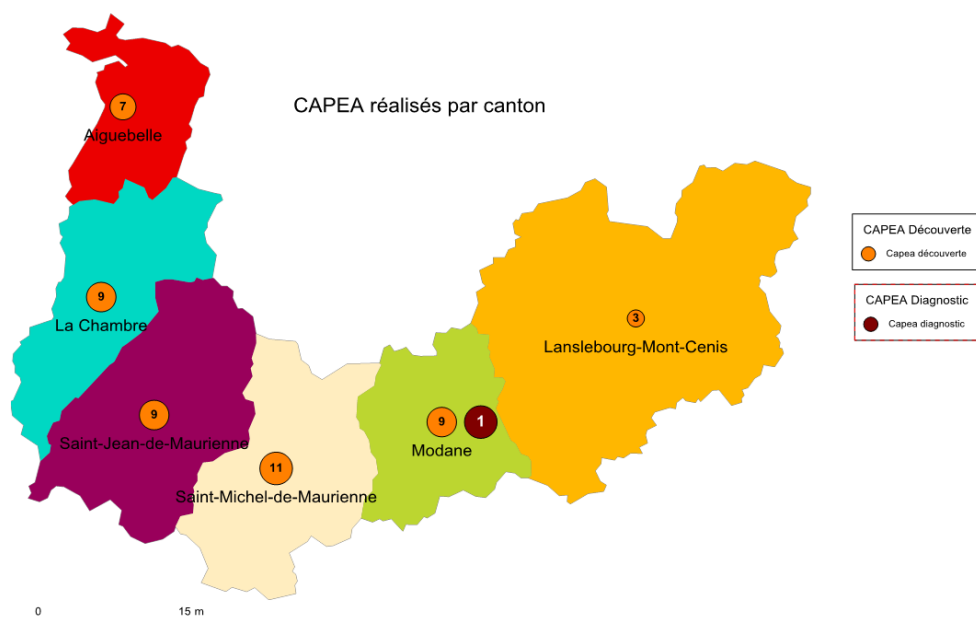 CAPEA réalisés par canton
7
Aiguebelle
9
La Chambre
9
Saint-Jean-de-Maurienne
11
Saint-Michel-de-Maurienne
9
1
Modane
3
Lanslebourg-Mont-Cenis
CAPEA Découverte
Capea découverte
CAPEA Diagnostic
Capea diagnostic
0 15 m